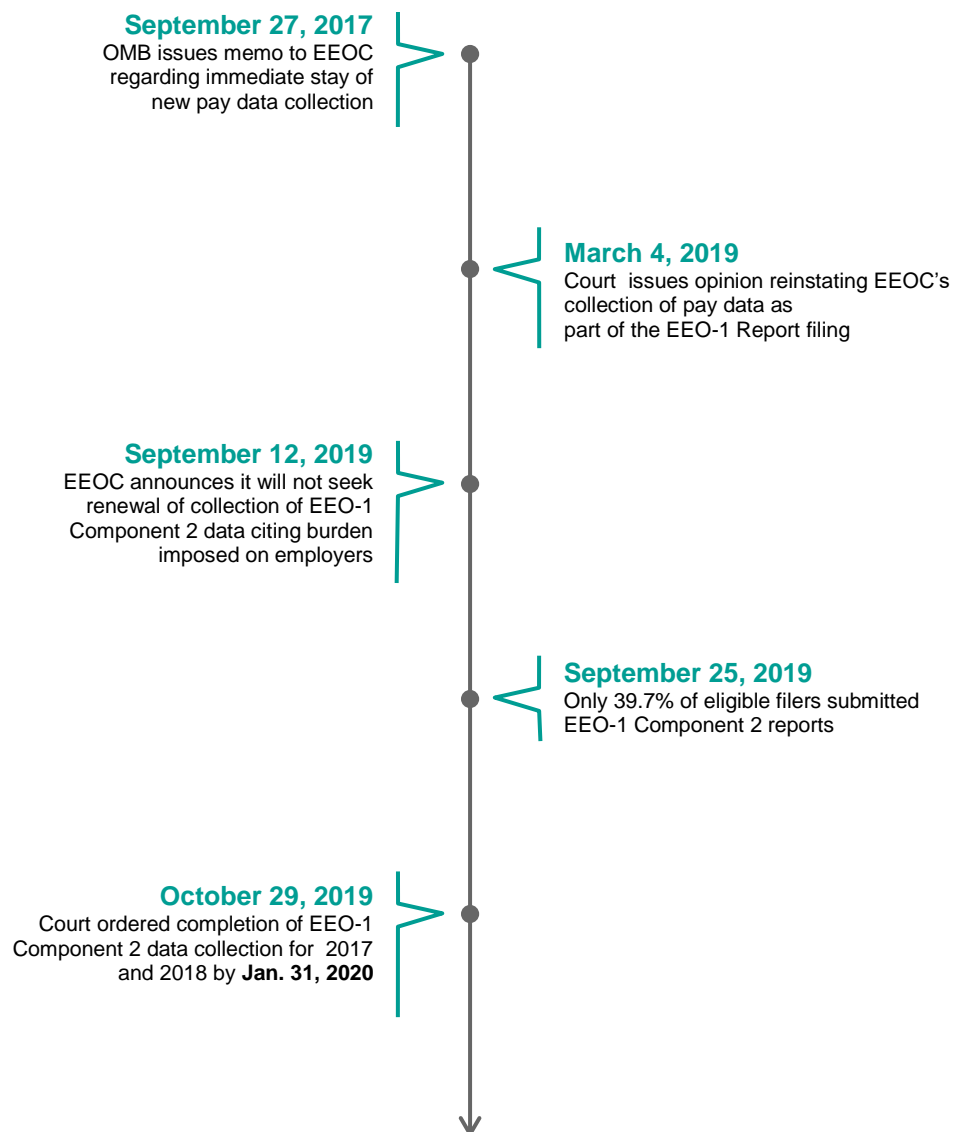 September 27, 2017
OMB issues memo to EEOC
regarding immediate stay of
new pay data collection
March 4, 2019
Court issues opinion reinstating EEOC’s
collection of pay data as
part of the EEO-1 Report filing
September 12, 2019
EEOC announces it will not seek
renewal of collection of EEO-1
Component 2 data citing burden
imposed on employers
September 25, 2019
Only 39.7% of eligible filers submitted
EEO-1 Component 2 reports
October 29, 2019
Court ordered completion of EEO-1
Component 2 data collection for 2017
and 2018 by Jan. 31, 2020